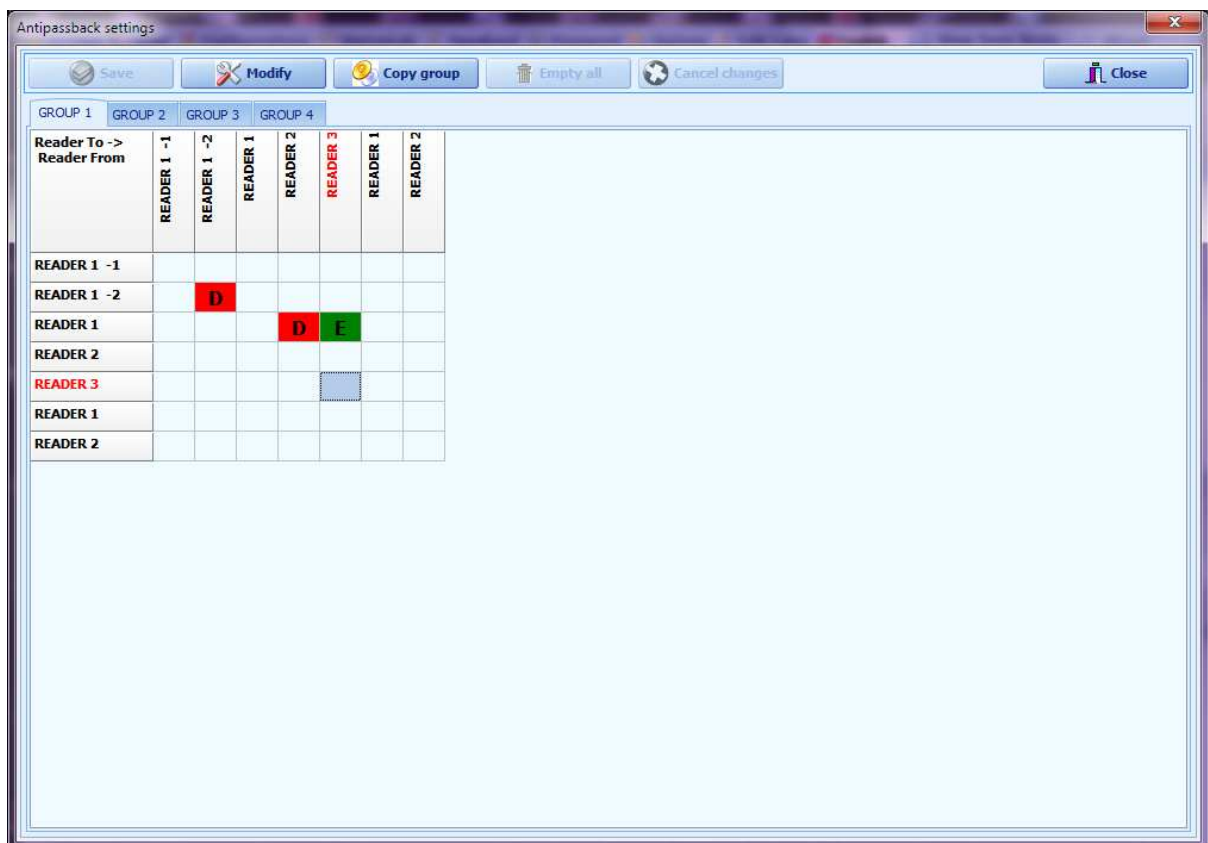 Antipassback settings
Save Modify Copy group Empty all Cancel changes Close
GROUP 1 GROUP 2 GROUP 3 GROUP 4
Reader To -> READER 1 -1 READER 1 -2 READER 1 READER 2 READER 3 READER 1 READER 2
Reader From
READER 1 -1
READER 1 -2 D
READER 1 D E
READER 2
READER 3
READER 1
READER 2